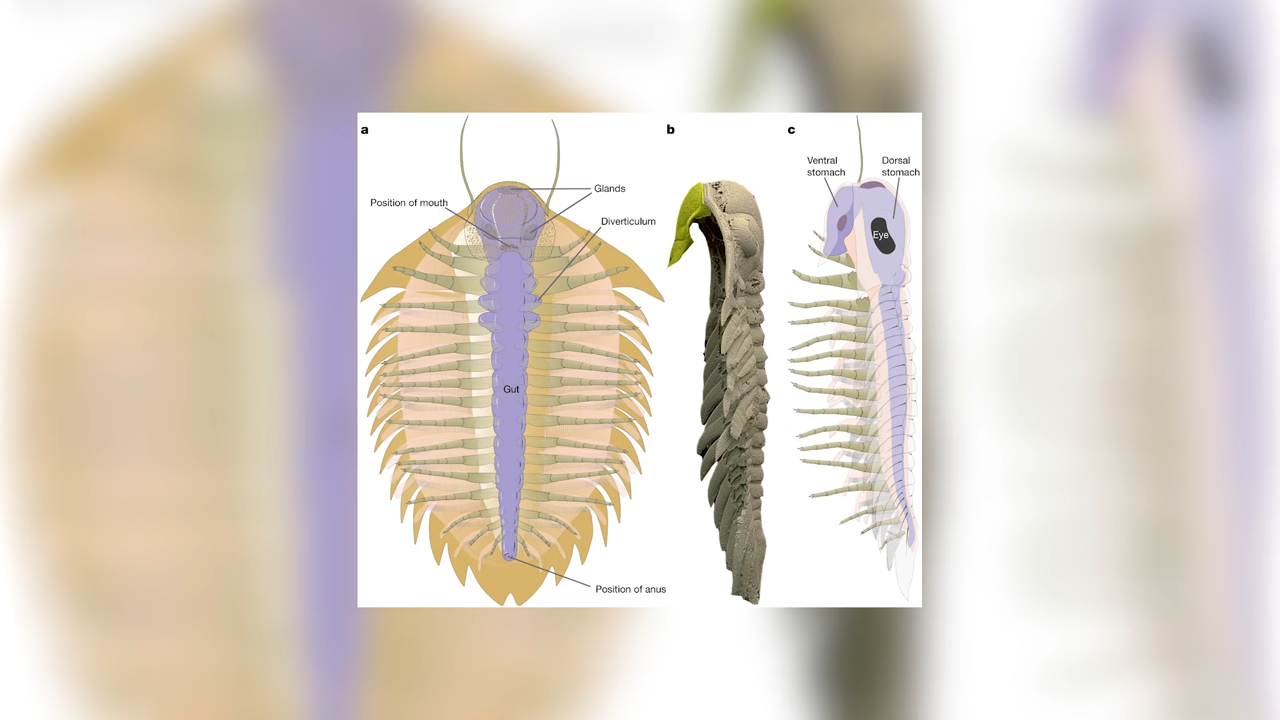 a
b
c
Ventral
stomach
Dorsal
stomach
Glands
Position of mouth
Diverticulum
Eye
Gut
Position of anus